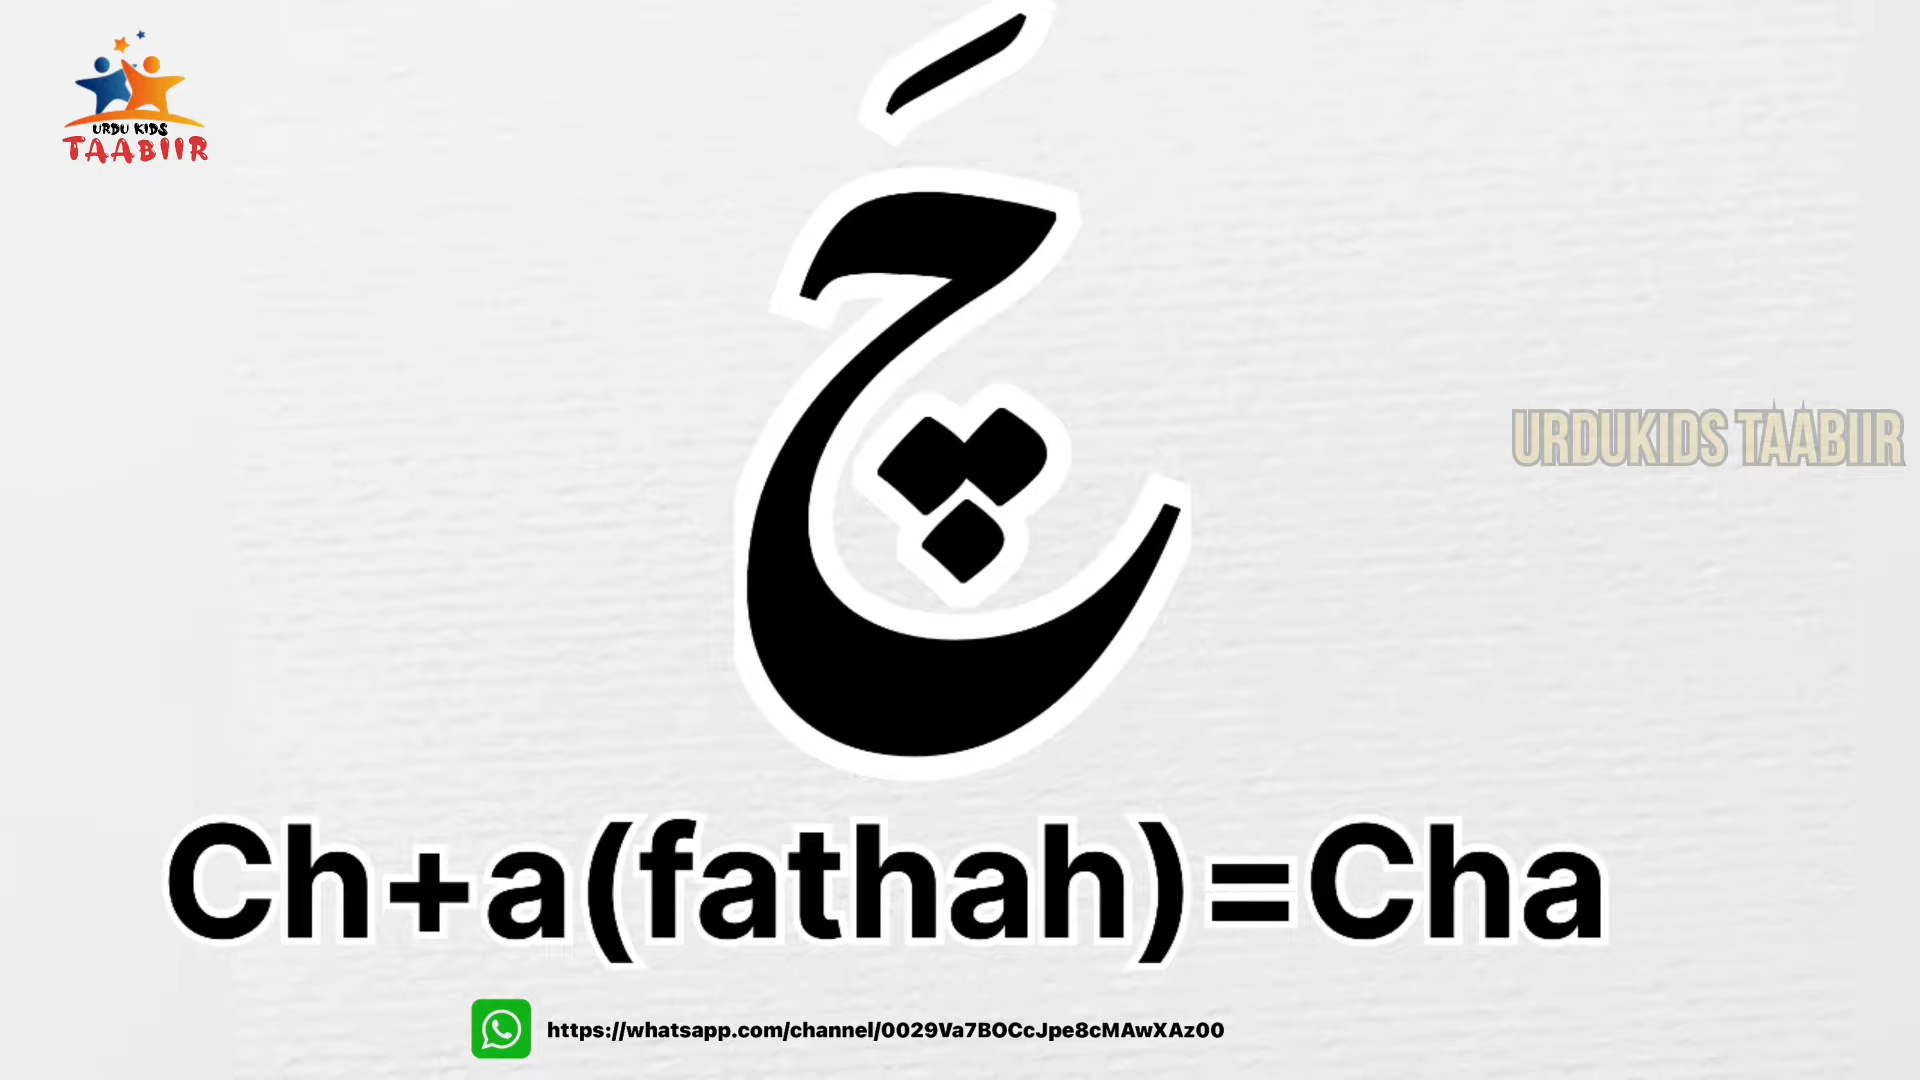 URDU KIDS
TAABIIR
چَ
URDUKIDS TAABIIR
Ch+a(fathah)=Cha
https://whatsapp.com/channel/0029Va7BOCcJpe8cMAwXAz00